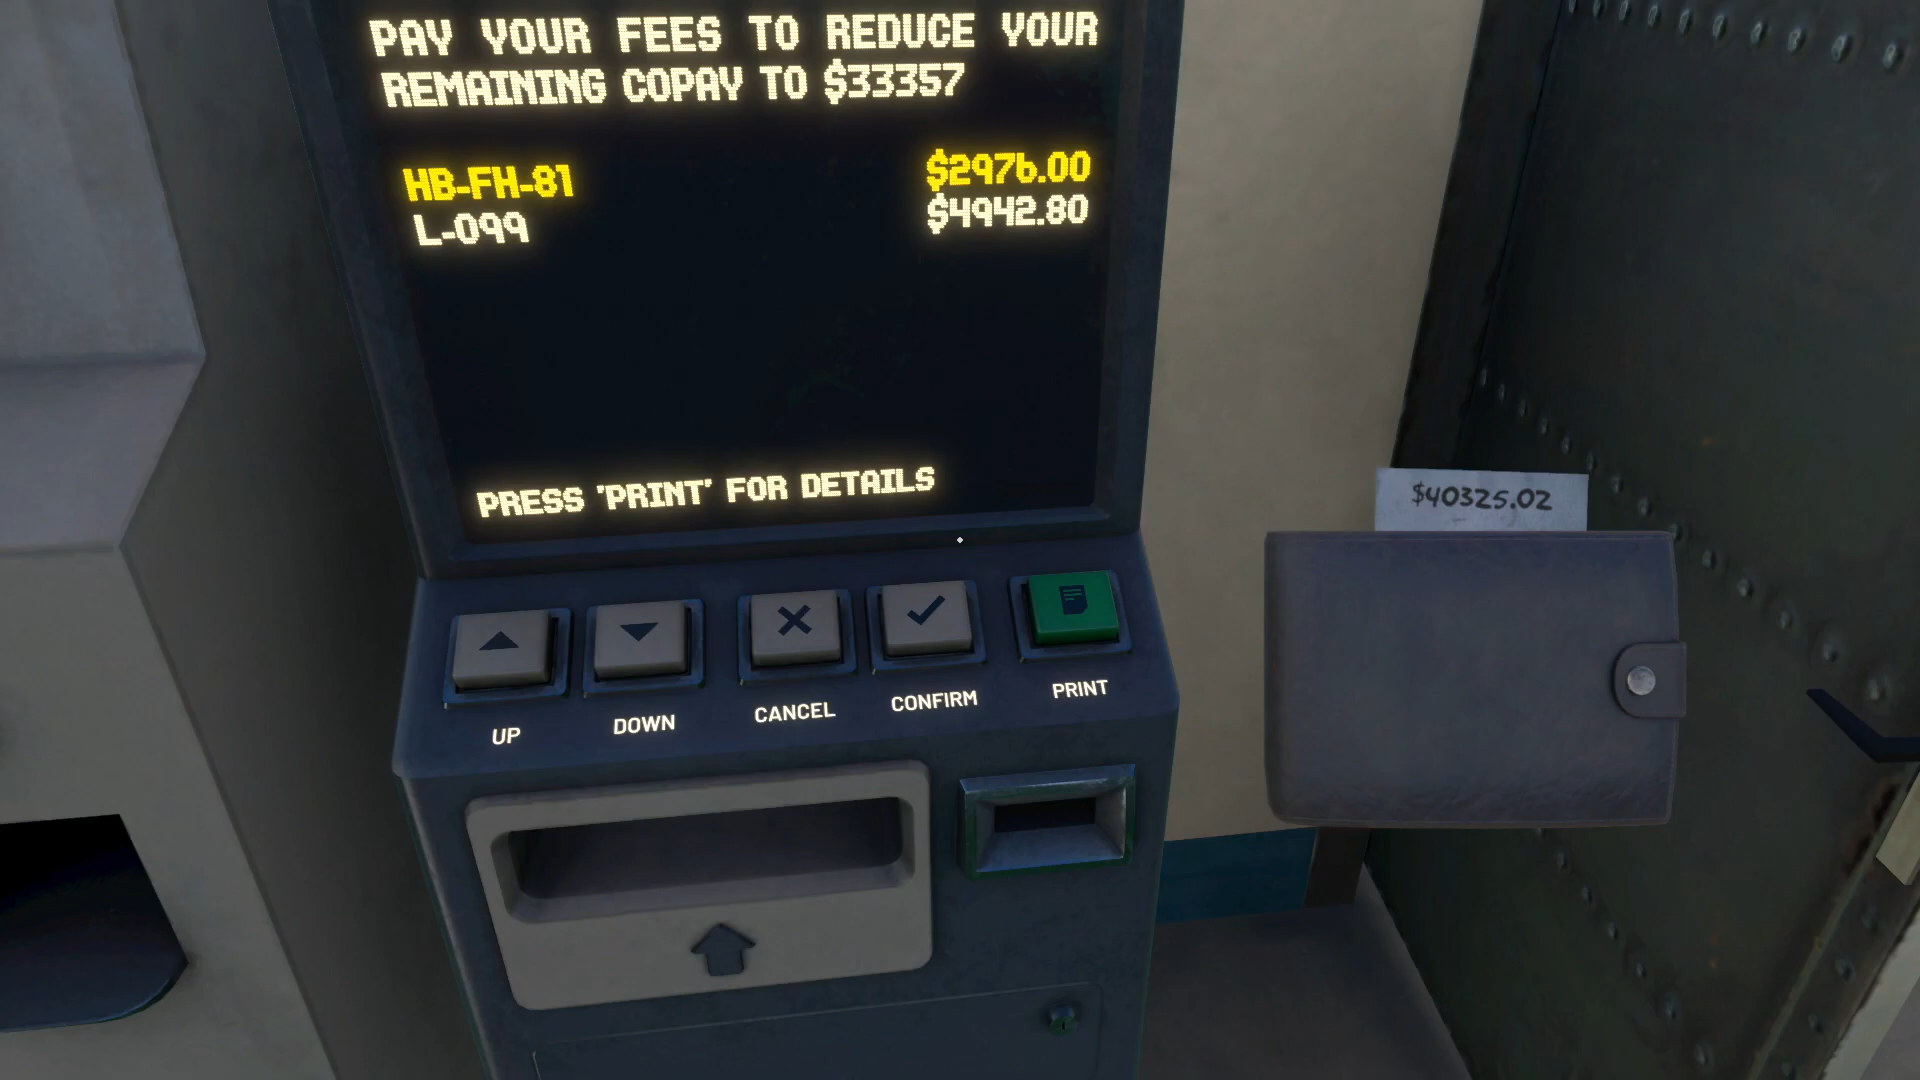 PAY YOUR FEES TO REDUCE YOUR
REMAINING COPAY TO $33357
HB-FH-81 $2976.00
L-099 $4942.80
PRESS 'PRINT' FOR DETAILS
UP DOWN CANCEL CONFIRM PRINT
$40325.02